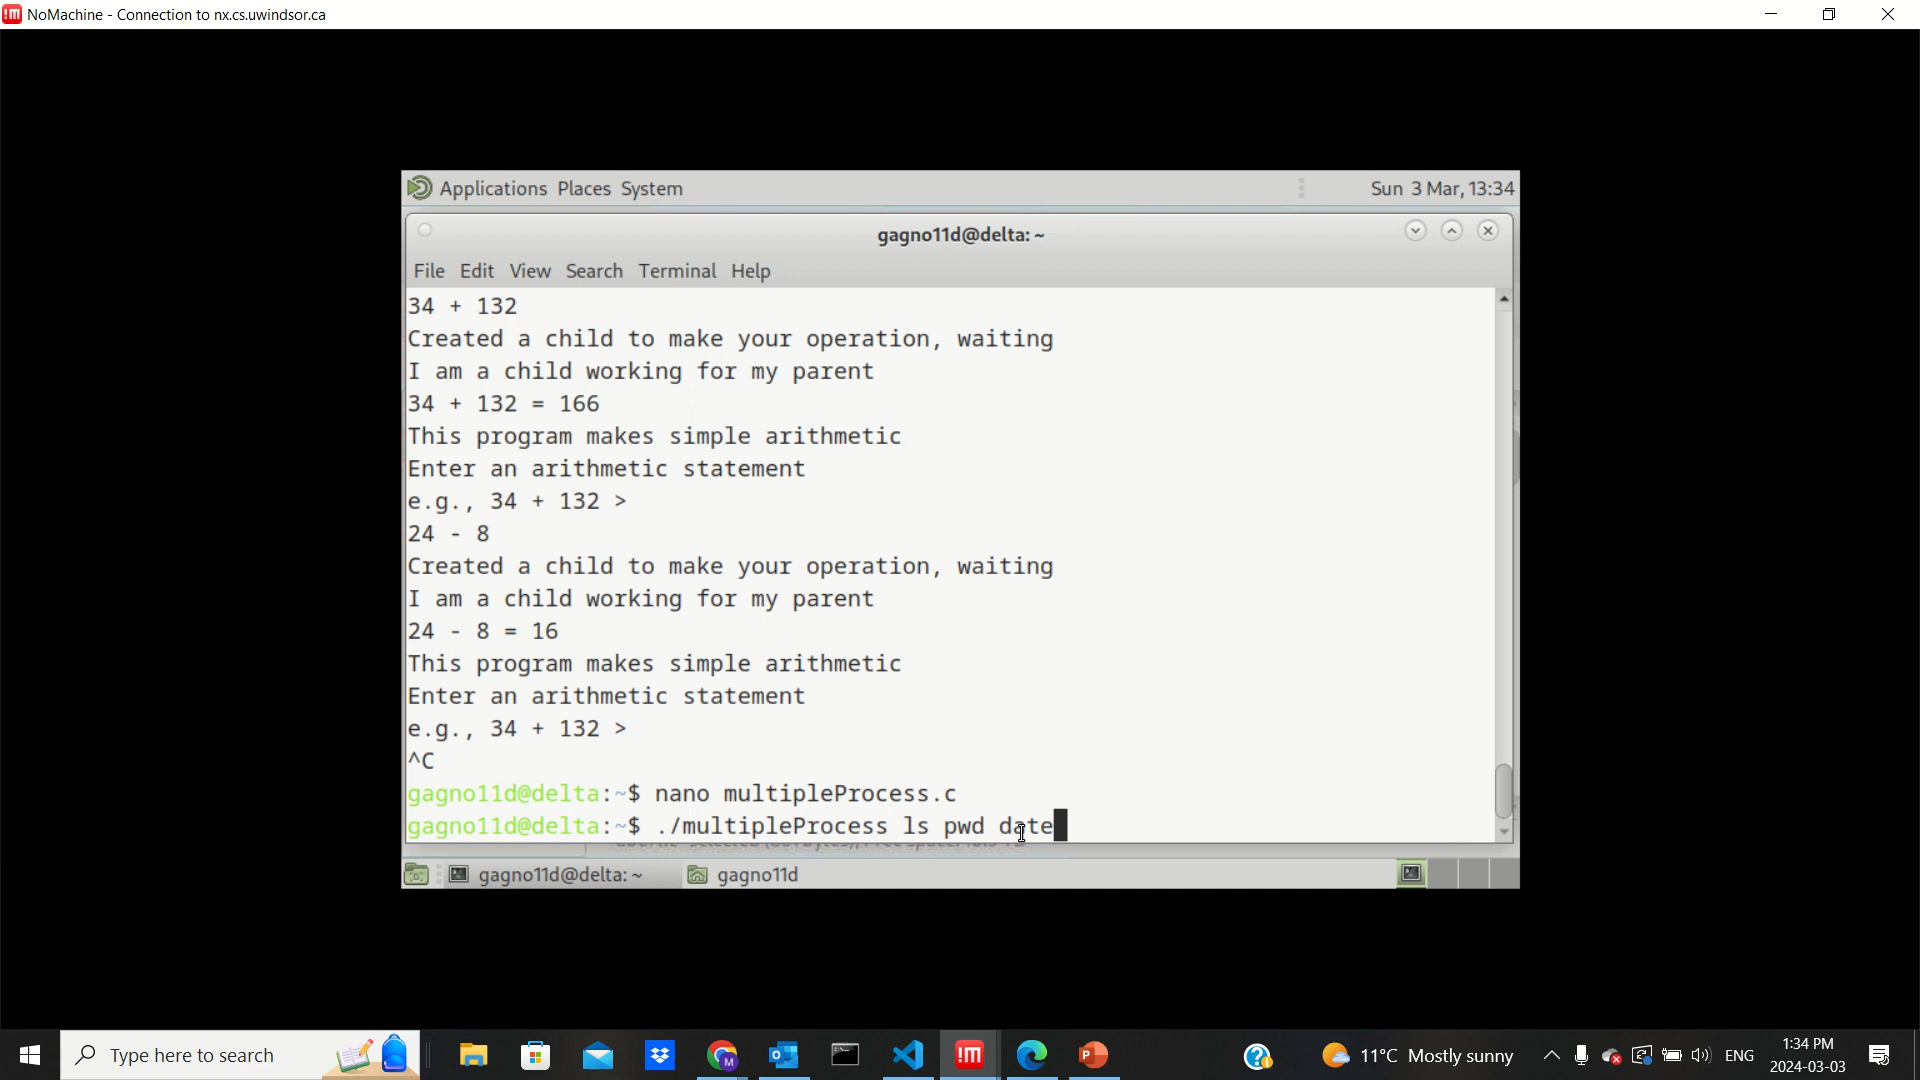 NoMachine - Connection to nx.cs.uwindsor.ca
Applications Places System
Sun 3 Mar, 13:34
gagno11d@delta: ~
File Edit View Search Terminal Help
34 + 132
Created a child to make your operation, waiting
I am a child working for my parent
34 + 132 = 166
This program makes simple arithmetic
Enter an arithmetic statement
e.g., 34 + 132 >
24 - 8
Created a child to make your operation, waiting
I am a child working for my parent
24 - 8 = 16
This program makes simple arithmetic
Enter an arithmetic statement
e.g., 34 + 132 >
^C
gagno11d@delta:~$ nano multipleProcess.c
gagno11d@delta:~$ ./multipleProcess ls pwd date
gagno11d@delta: ~
gagno11d
Type here to search
11°C Mostly sunny
ENG
1:34 PM
2024-03-03